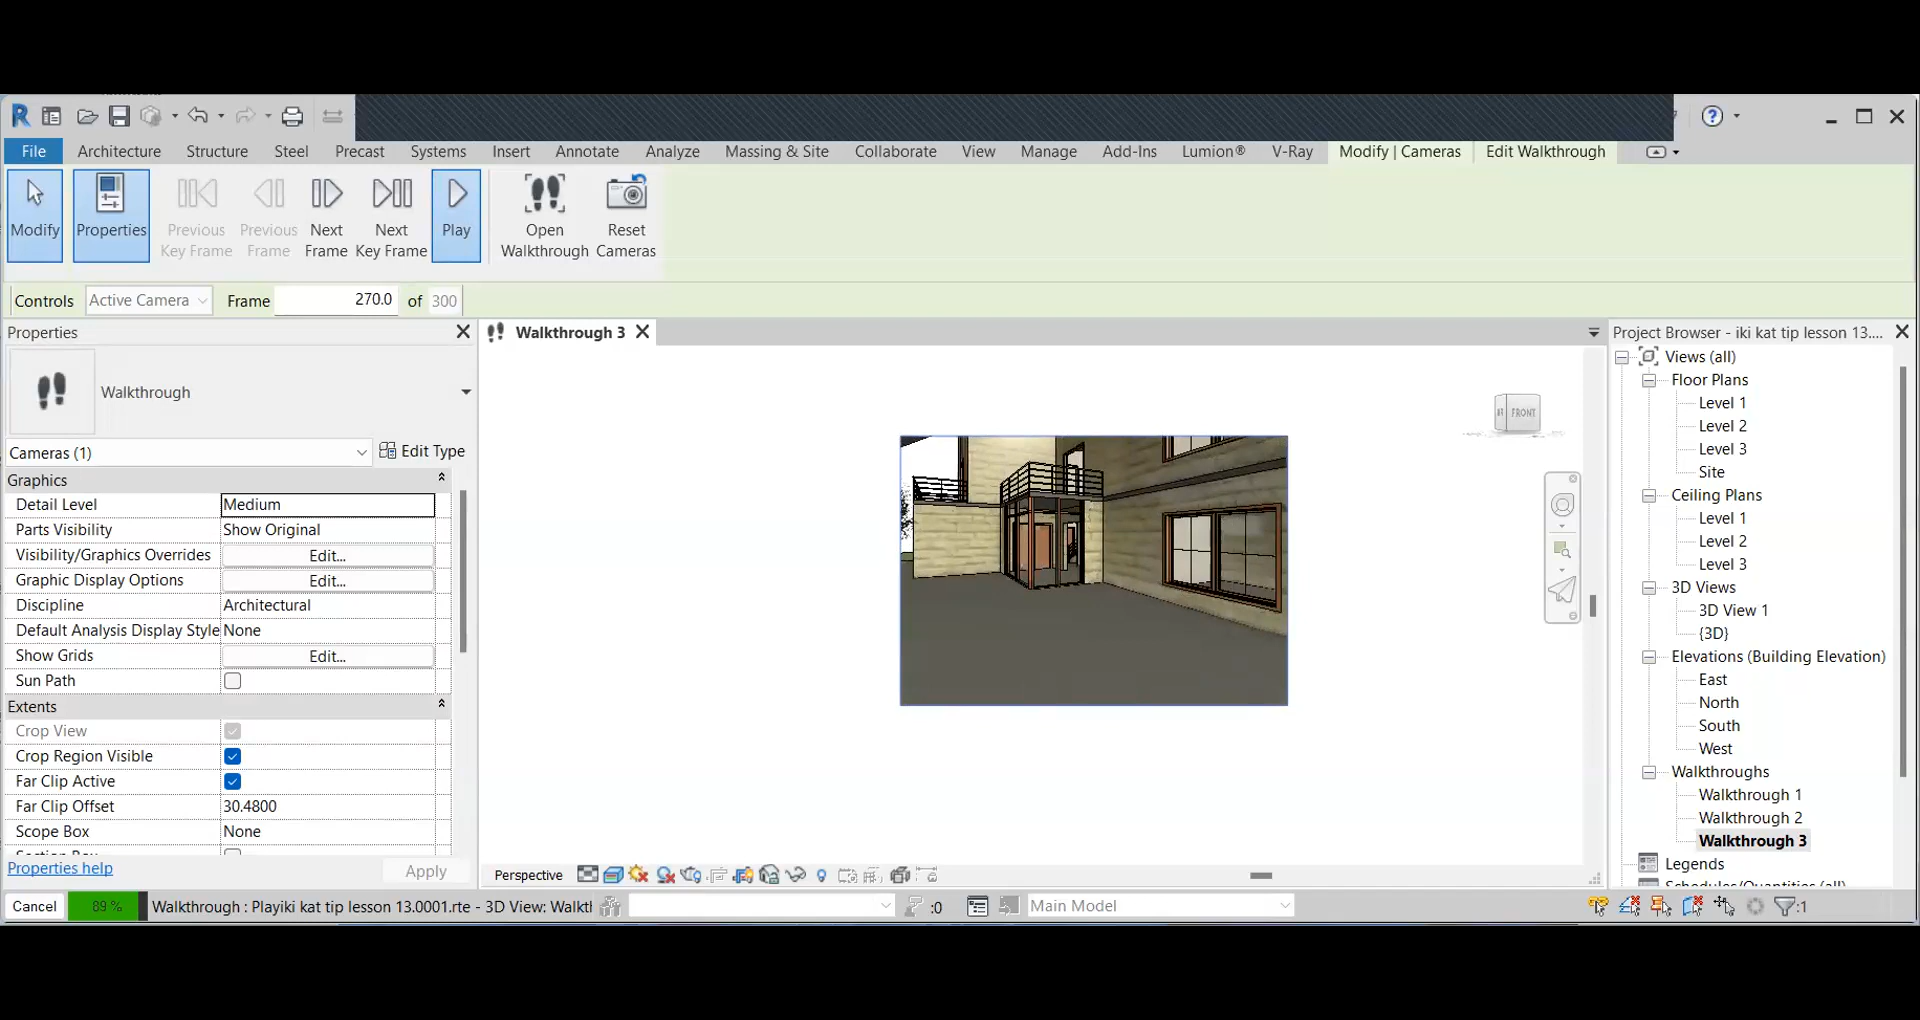 File Architecture Structure Steel Precast Systems Insert Annotate Analyze Massing & Site Collaborate View Manage Add-Ins Lumion® V-Ray Modify | Cameras Edit Walkthrough
Modify Properties Previous Key Frame Previous Frame Next Frame Next Key Frame Play Open Walkthrough Reset Cameras
Controls Active Camera Frame 270.0 of 300
Properties
Walkthrough
Cameras (1) Edit Type
Graphics
Detail Level Medium
Parts Visibility Show Original
Visibility/Graphics Overrides Edit...
Graphic Display Options Edit...
Discipline Architectural
Default Analysis Display Style None
Show Grids Edit...
Sun Path
Extents
Crop View
Crop Region Visible
Far Clip Active
Far Clip Offset 30.4800
Scope Box None
Properties help Apply
Walkthrough 3
FRONT
Perspective
Project Browser - iki kat tip lesson 13....
Views (all)
Floor Plans
Level 1
Level 2
Level 3
Site
Ceiling Plans
Level 1
Level 2
Level 3
3D Views
3D View 1
{3D}
Elevations (Building Elevation)
East
North
South
West
Walkthroughs
Walkthrough 1
Walkthrough 2
Walkthrough 3
Legends
Schedules/Quantities (all)
Cancel 89 % Walkthrough : Playiki kat tip lesson 13.0001.rte - 3D View: Walkt :0 Main Model :1